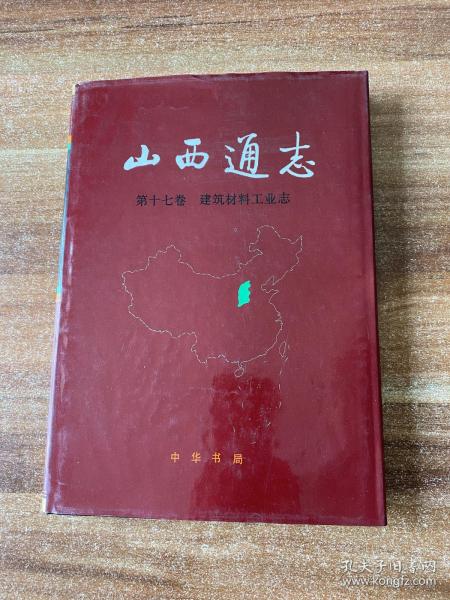 山西通志
第十七卷 建筑材料工业志
中华书局
孔夫子旧书网
www.kongfz.com